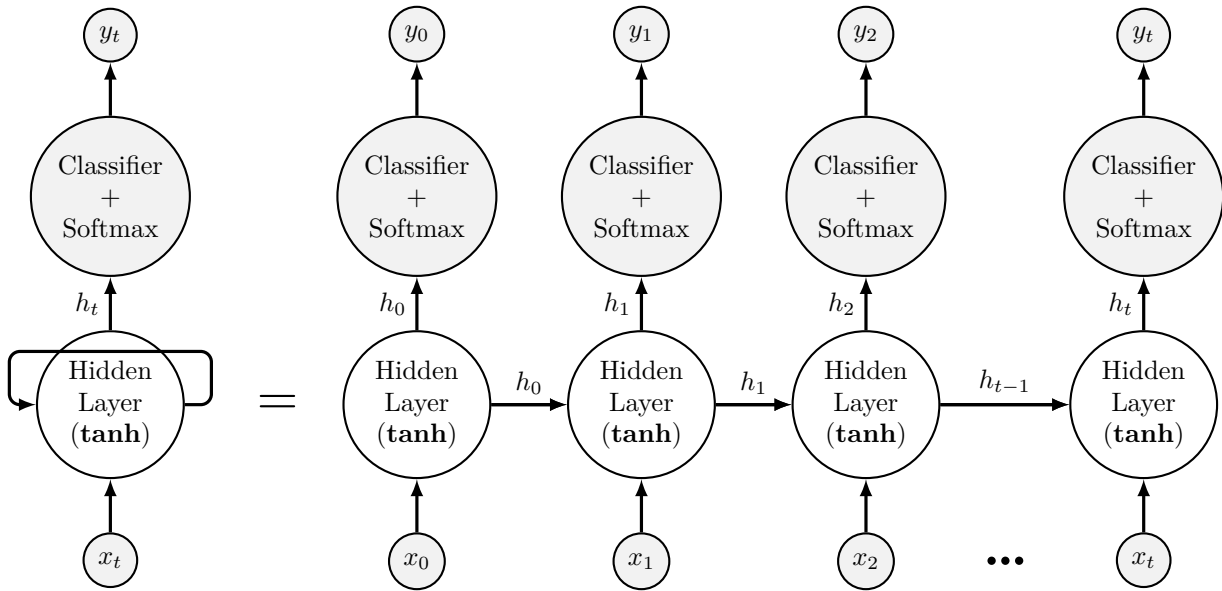 y_t y_0 y_1 y_2 y_t
Classifier Classifier Classifier Classifier Classifier
+ + + + +
Softmax Softmax Softmax Softmax Softmax
h_t h_0 h_1 h_2 h_t
Hidden Hidden Hidden Hidden Hidden
h_0 h_1 h_{t-1}
Layer = Layer Layer Layer Layer
(tanh) (tanh) (tanh) (tanh) (tanh)
x_t x_0 x_1 x_2 ••• x_t